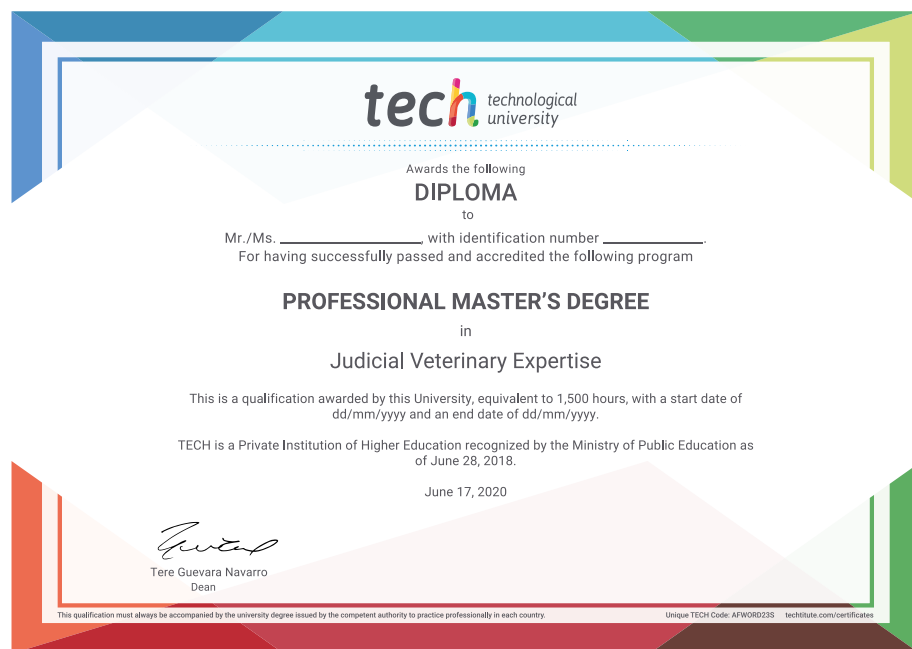 tech technological
university
Awards the following
DIPLOMA
to
Mr./Ms. ____________________, with identification number ______________.
For having successfully passed and accredited the following program
PROFESSIONAL MASTER'S DEGREE
in
Judicial Veterinary Expertise
This is a qualification awarded by this University, equivalent to 1,500 hours, with a start date of
dd/mm/yyyy and an end date of dd/mm/yyyy.
TECH is a Private Institution of Higher Education recognized by the Ministry of Public Education as
of June 28, 2018.
June 17, 2020
Tere Guevara Navarro
Dean
This qualification must always be accompanied by the university degree issued by the competent authority to practice professionally in each country. Unique TECH Code: AFWORD23S techtitute.com/certificates